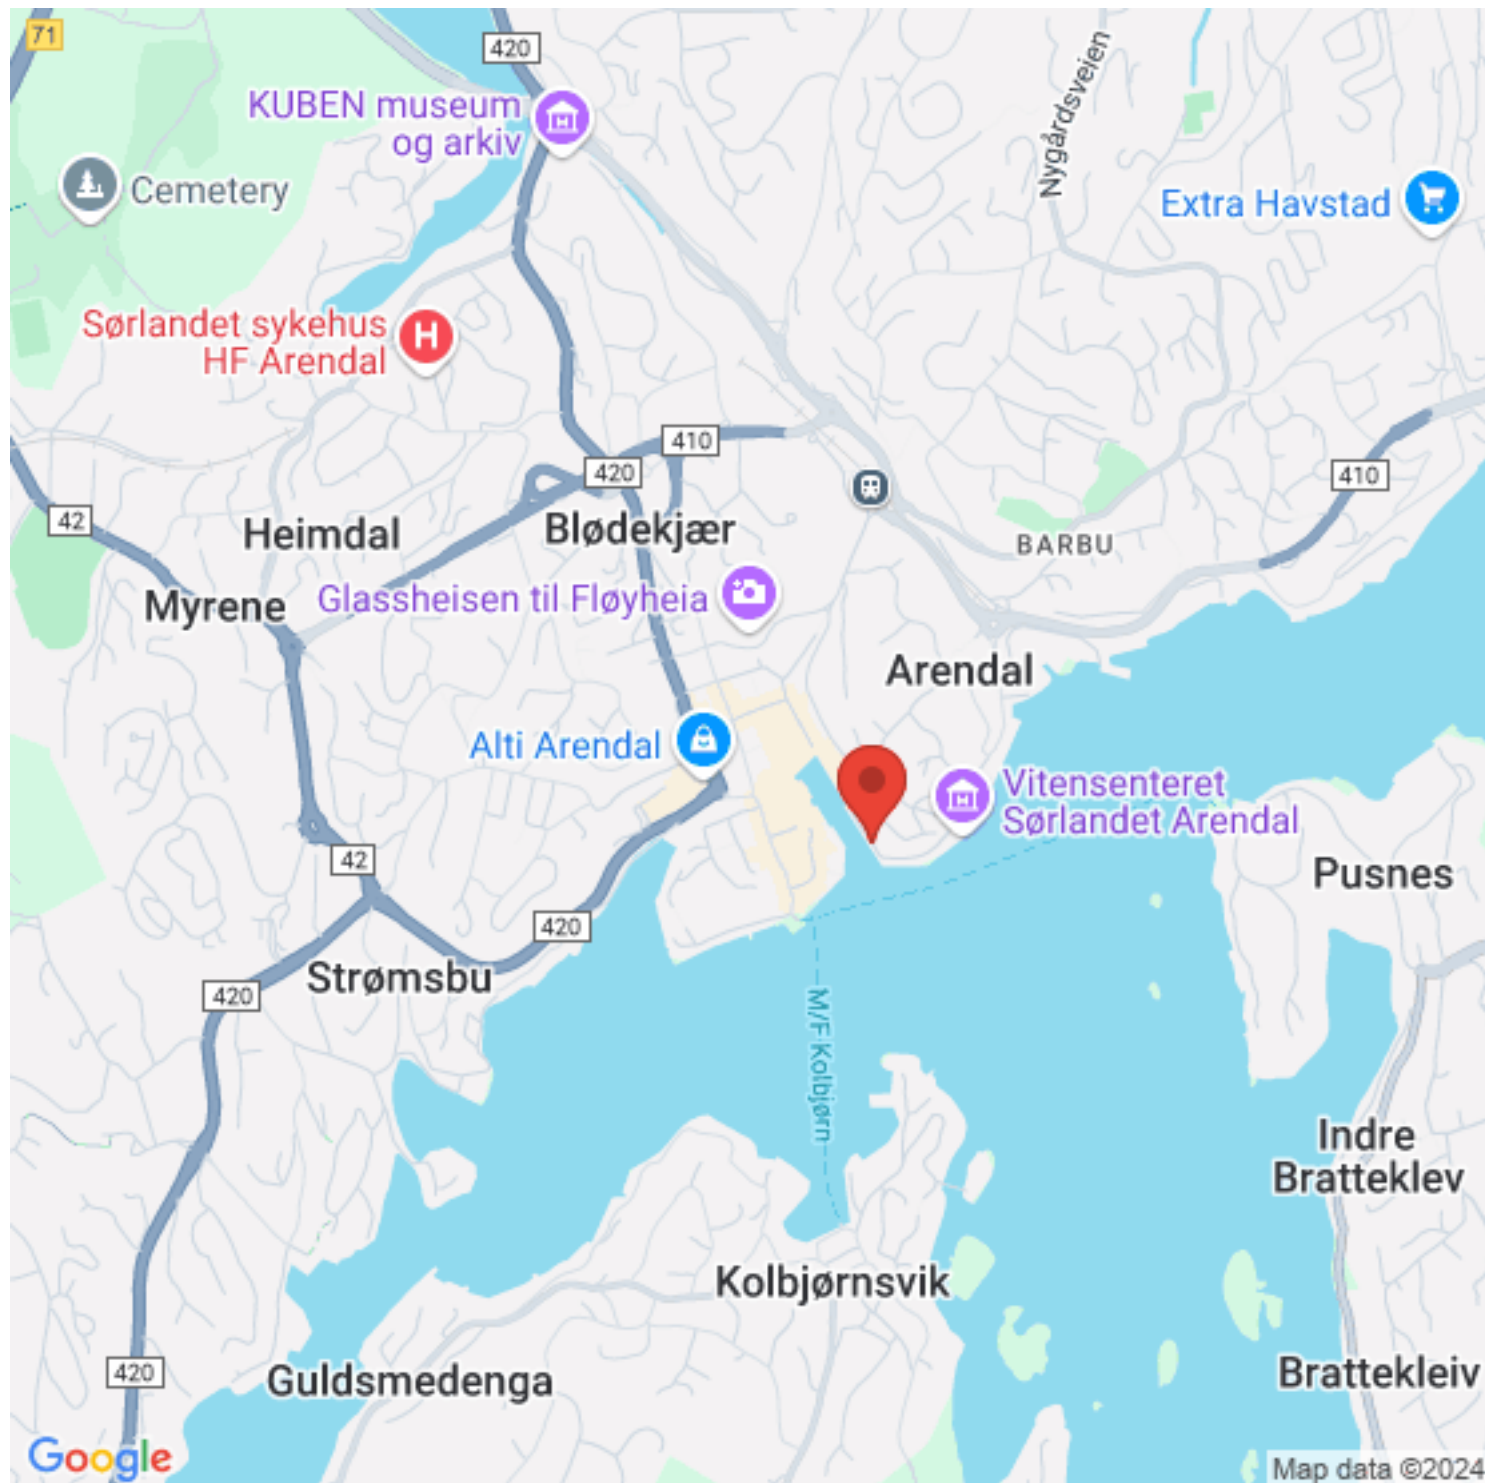 71
420
KUBEN museum
og arkiv
Nygårdsveien
Cemetery
Extra Havstad
Sørlandet sykehus
HF Arendal
H
410
420
410
42
Heimdal
Blødekjær
BARBU
Myrene
Glassheisen til Fløyheia
Arendal
Alti Arendal
Vitensenteret
Sørlandet Arendal
42
Pusnes
420
Strømsbu
420
M/F Kolbjørn
Indre
Bratteklev
Kolbjørnsvik
420
Guldsmedenga
Brattekleiv
Google
Map data ©2024